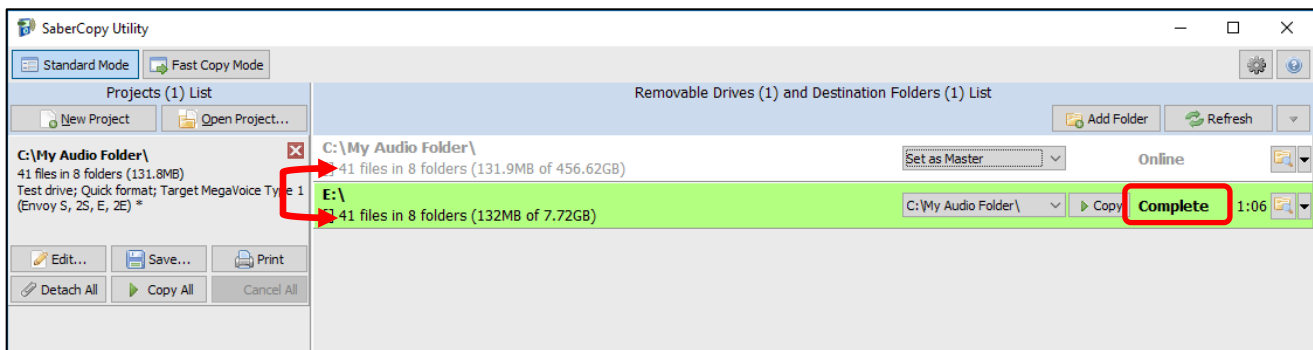 SaberCopy Utility
Standard Mode Fast Copy Mode
Projects (1) List
New Project Open Project...
C:\My Audio Folder\
41 files in 8 folders (131.8MB)
Test drive; Quick format; Target MegaVoice Type 1
(Envoy S, 2S, E, 2E) *
Edit... Save... Print
Detach All Copy All Cancel All
Removable Drives (1) and Destination Folders (1) List
Add Folder Refresh
C:\My Audio Folder\
41 files in 8 folders (131.9MB of 456.62GB)
Set as Master Online
E:\
41 files in 8 folders (132MB of 7.72GB)
C:\My Audio Folder\ Copy Complete 1:06